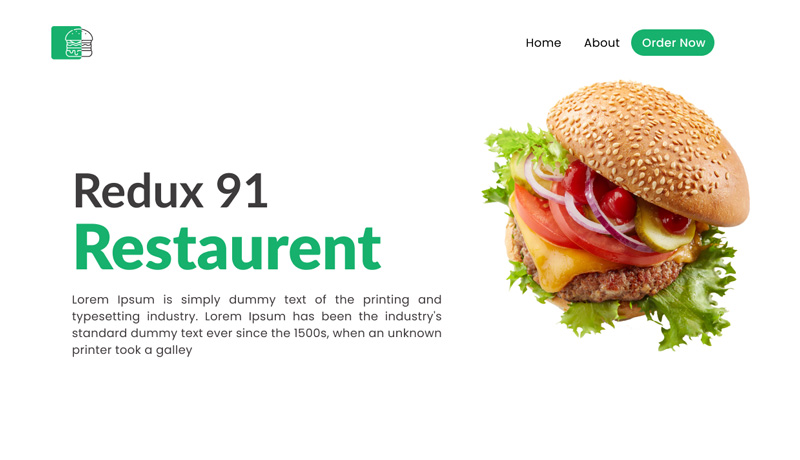 Home About Order Now
Redux 91
Restaurent
Lorem Ipsum is simply dummy text of the printing and
typesetting industry. Lorem Ipsum has been the industry's
standard dummy text ever since the 1500s, when an unknown
printer took a galley